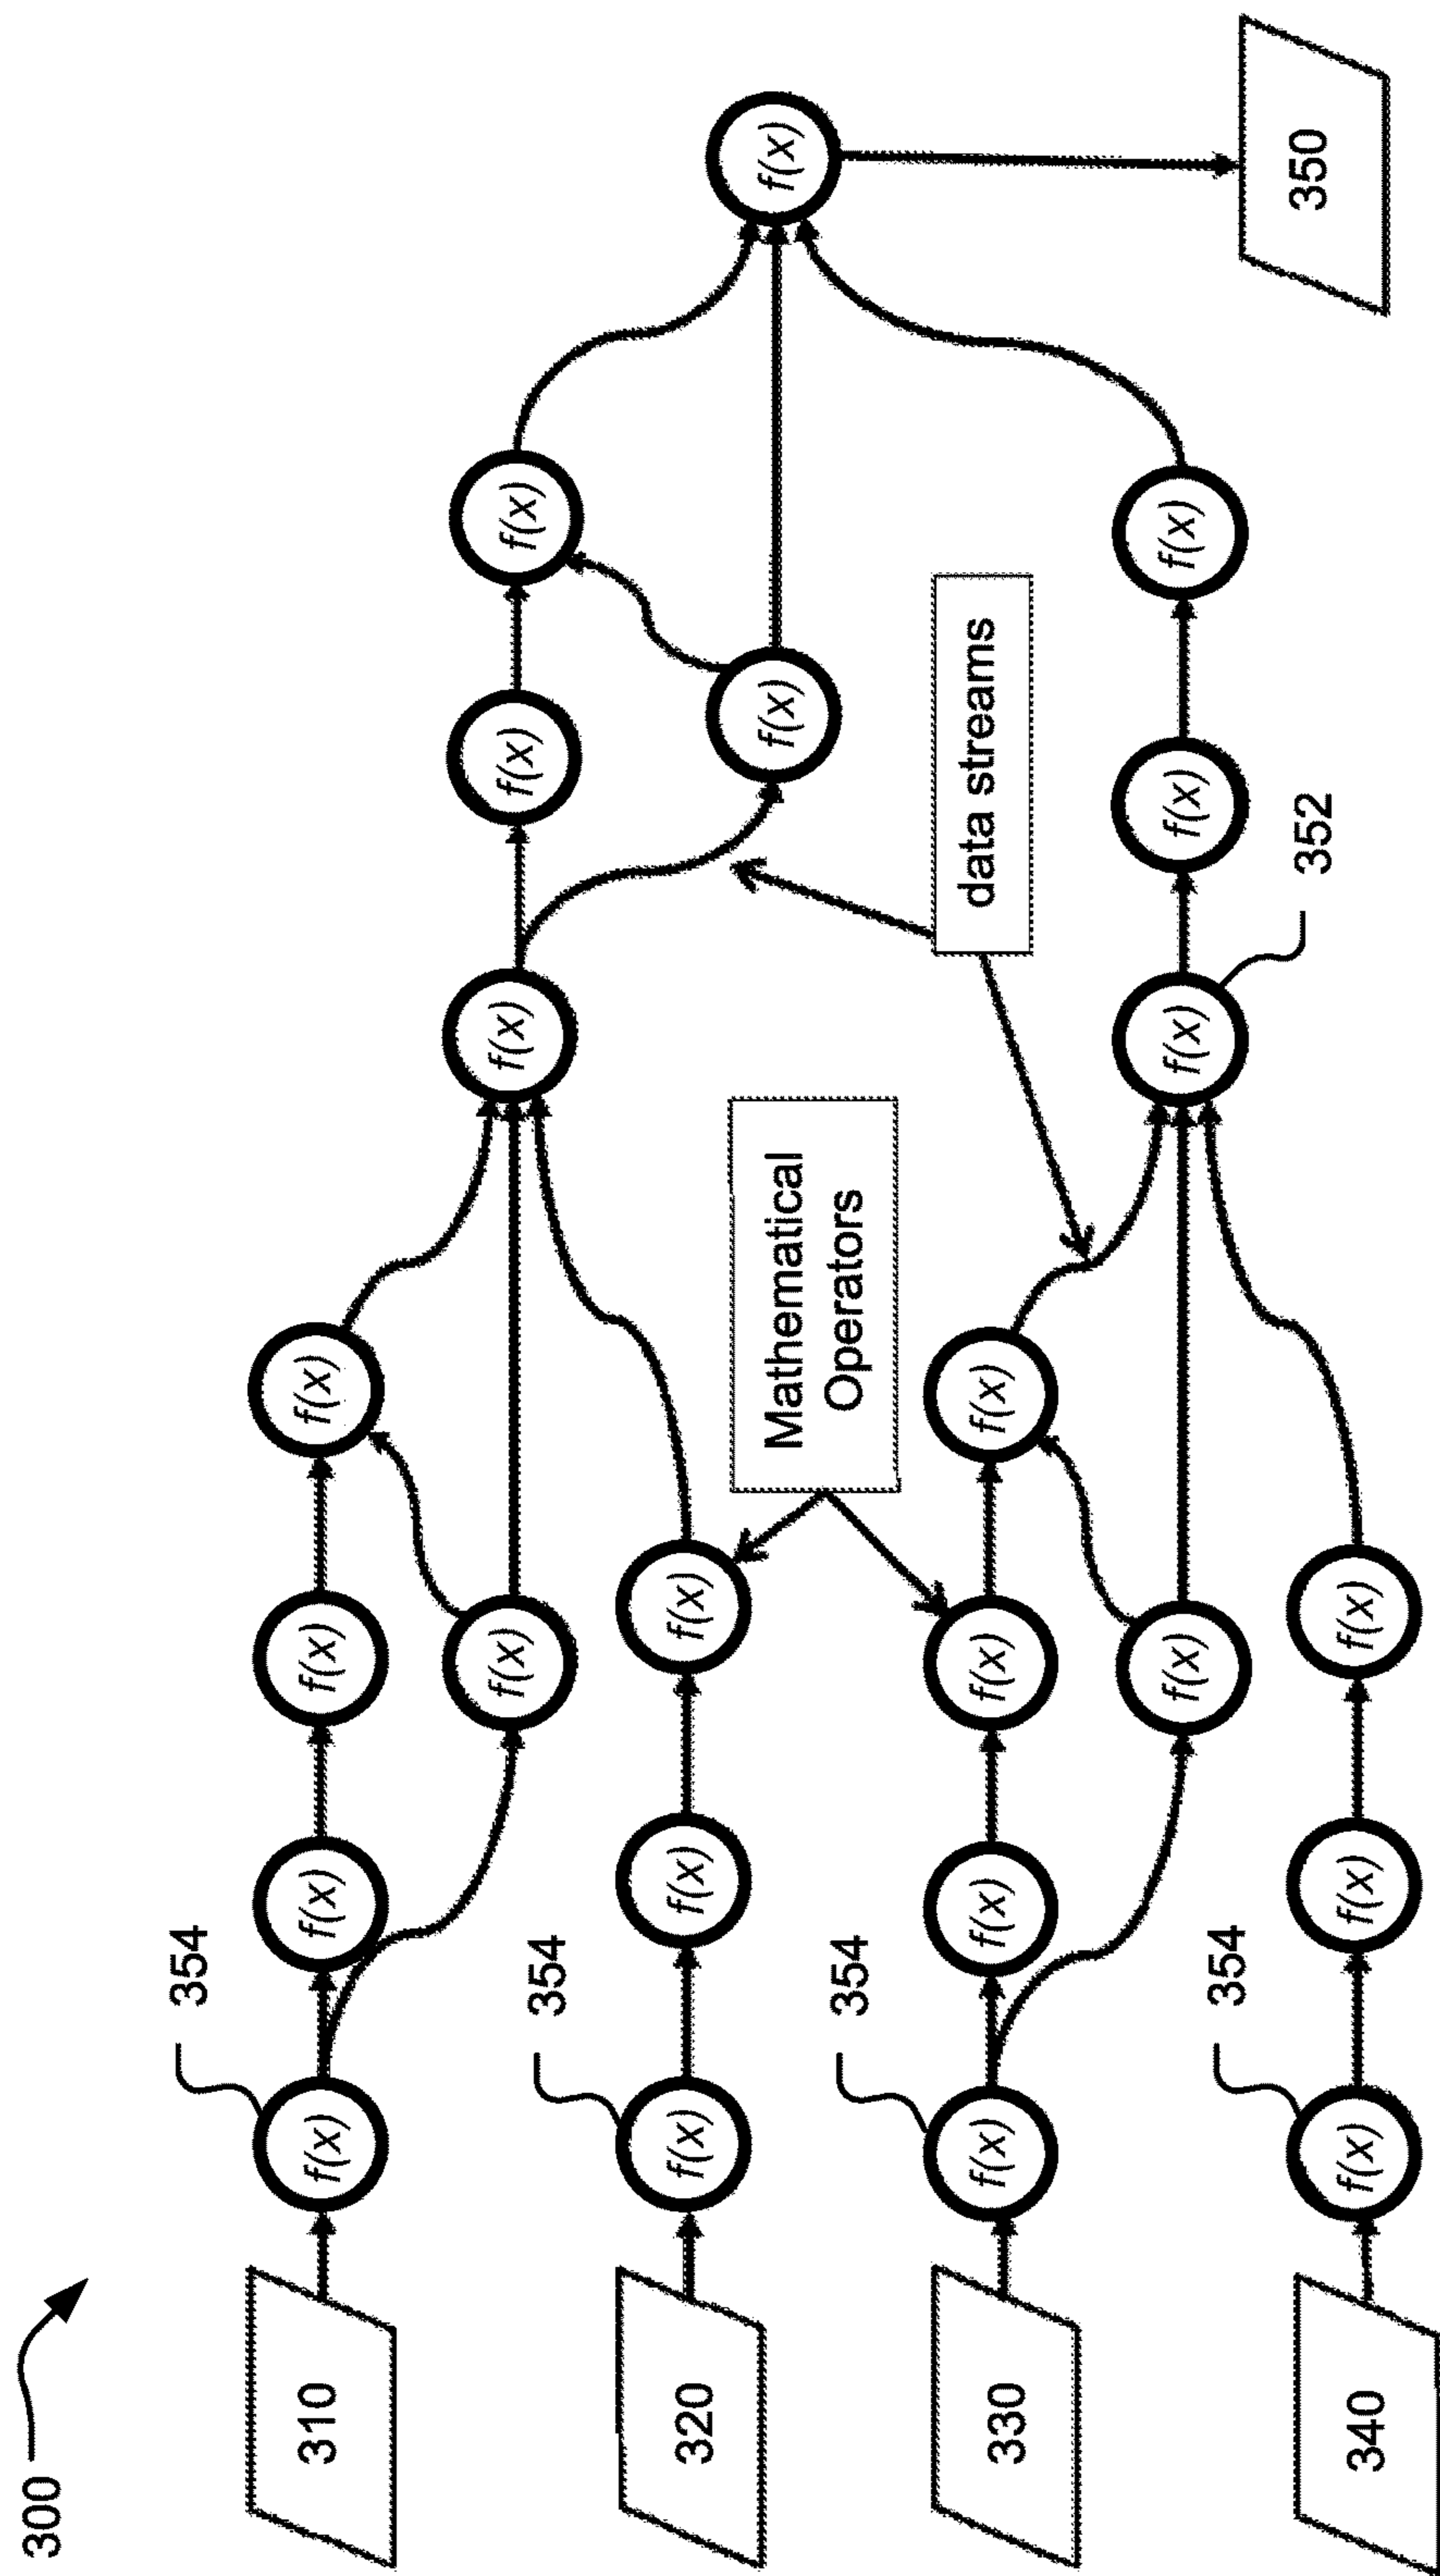 300
354
310
f(x)
f(x)
f(x)
f(x)
f(x)
f(x)
f(x)
f(x)
354
320
f(x)
f(x)
f(x)
f(x)
f(x)
Mathematical
Operators
354
data streams
330
f(x)
f(x)
f(x)
f(x)
f(x)
f(x)
f(x)
f(x)
354
352
350
340
f(x)
f(x)
f(x)